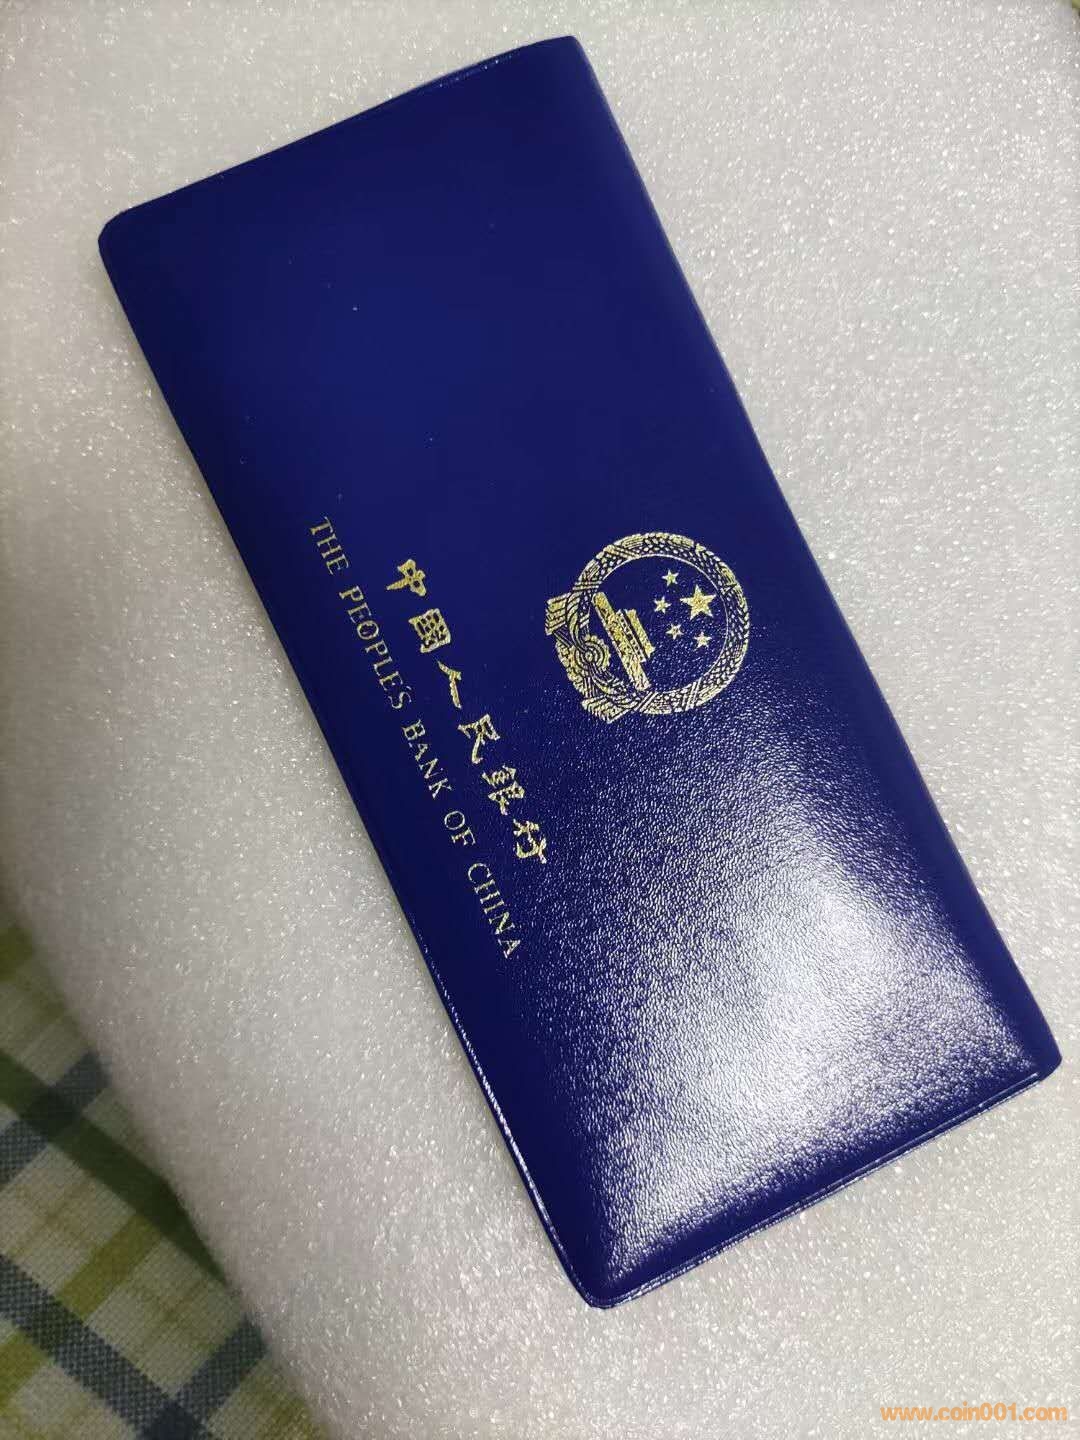 中國人民銀行
THE PEOPLE'S BANK OF CHINA
www.coin001.com